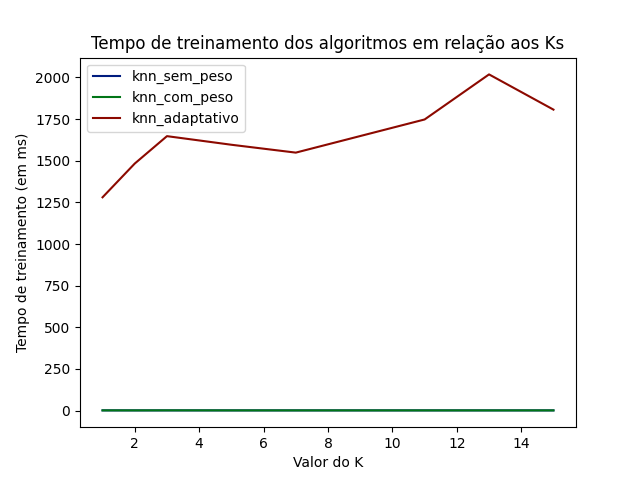 Tempo de treinamento dos algoritmos em relação aos Ks
knn_sem_peso
knn_com_peso
knn_adaptativo
Tempo de treinamento (em ms)
2000
1750
1500
1250
1000
750
500
250
0
2 4 6 8 10 12 14
Valor do K